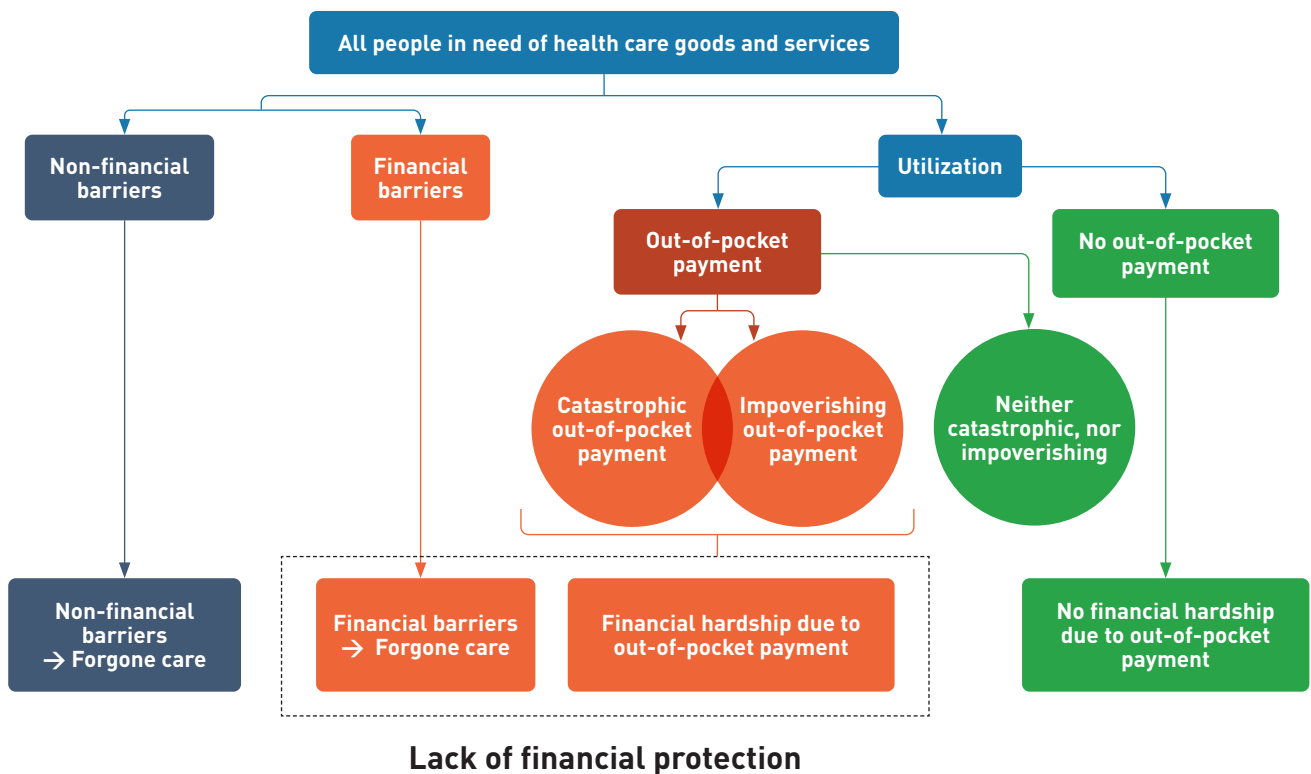 All people in need of health care goods and services
Non-financial
barriers
Financial
barriers
Utilization
Out-of-pocket
payment
No out-of-pocket
payment
Catastrophic
out-of-pocket
payment
Impoverishing
out-of-pocket
payment
Neither
catastrophic, nor
impoverishing
Non-financial
barriers
→ Forgone care
Financial barriers
→ Forgone care
Financial hardship due to
out-of-pocket payment
No financial hardship
due to out-of-pocket
payment
Lack of financial protection